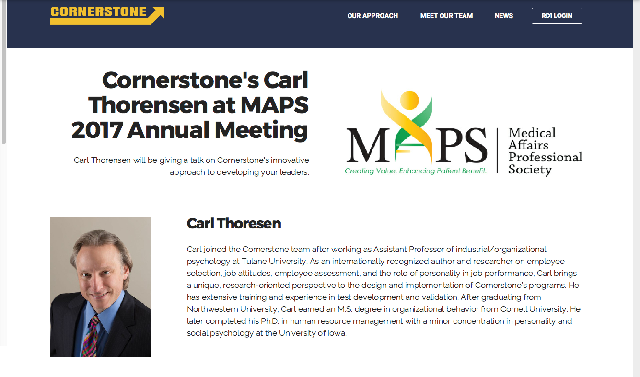 CORNERSTONE
OUR APPROACH MEET OUR TEAM NEWS RD1 LOGIN
Cornerstone's Carl
Thorensen at MAPS
2017 Annual Meeting
Carl Thorensen will be giving a talk on Cornerstone's innovative
approach to developing your leaders.
MAPS
Creating Value. Enhancing Patient Benefit.
Medical
Affairs
Professional
Society
Carl Thoresen
Carl joined the Cornerstone team after working as Assistant Professor of industrial/organizational
psychology at Tulane University. As an internationally recognized author and researcher on employee
selection, job attitudes, employee assessment, and the role of personality in job performance, Carl brings
a unique, research-oriented perspective to the design and implementation of Cornerstone's programs. He
has extensive training and experience in test development and validation. After graduating from
Northwestern University, Carl earned an M.S. degree in organizational behavior from Cornell University. He
later completed his Ph.D. in human resource management with a minor concentration in personality and
social psychology at the University of Iowa.